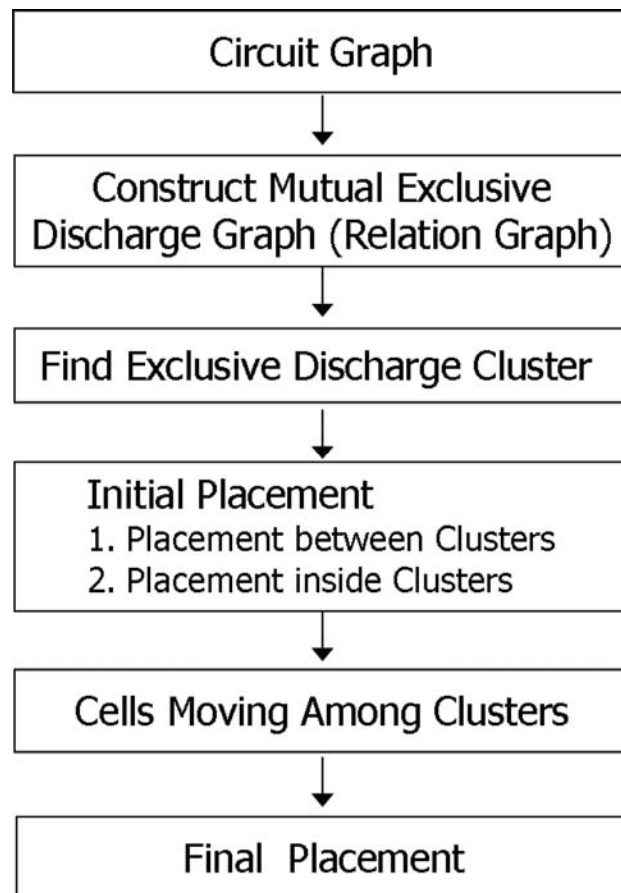 Circuit Graph
Construct Mutual Exclusive
Discharge Graph (Relation Graph)
Find Exclusive Discharge Cluster
Initial Placement
1. Placement between Clusters
2. Placement inside Clusters
Cells Moving Among Clusters
Final Placement